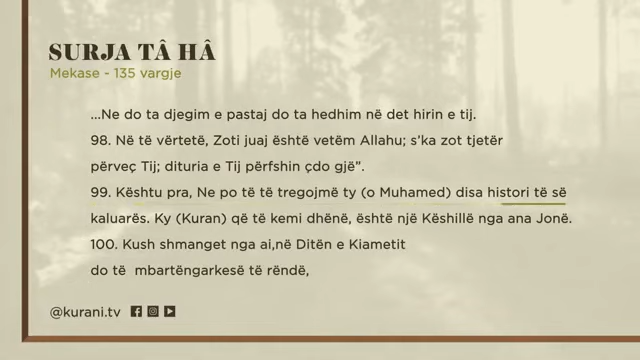 SURJA TÂ HÂ
Mekase - 135 vargje
...Ne do ta djegim e pastaj do ta hedhim në det hirin e tij.
98. Në të vërtetë, Zoti juaj është vetëm Allahu; s’ka zot tjetër
përveç Tij; dituria e Tij përfshin çdo gjë”.
99. Kështu pra, Ne po të të tregojmë ty (o Muhamed) disa histori të së
kaluarës. Ky (Kuran) që të kemi dhënë, është një Këshillë nga ana Jonë.
100. Kush shmanget nga ai,në Ditën e Kiametit
do të  mbartëngarkesë të rëndë,
@kurani.tv